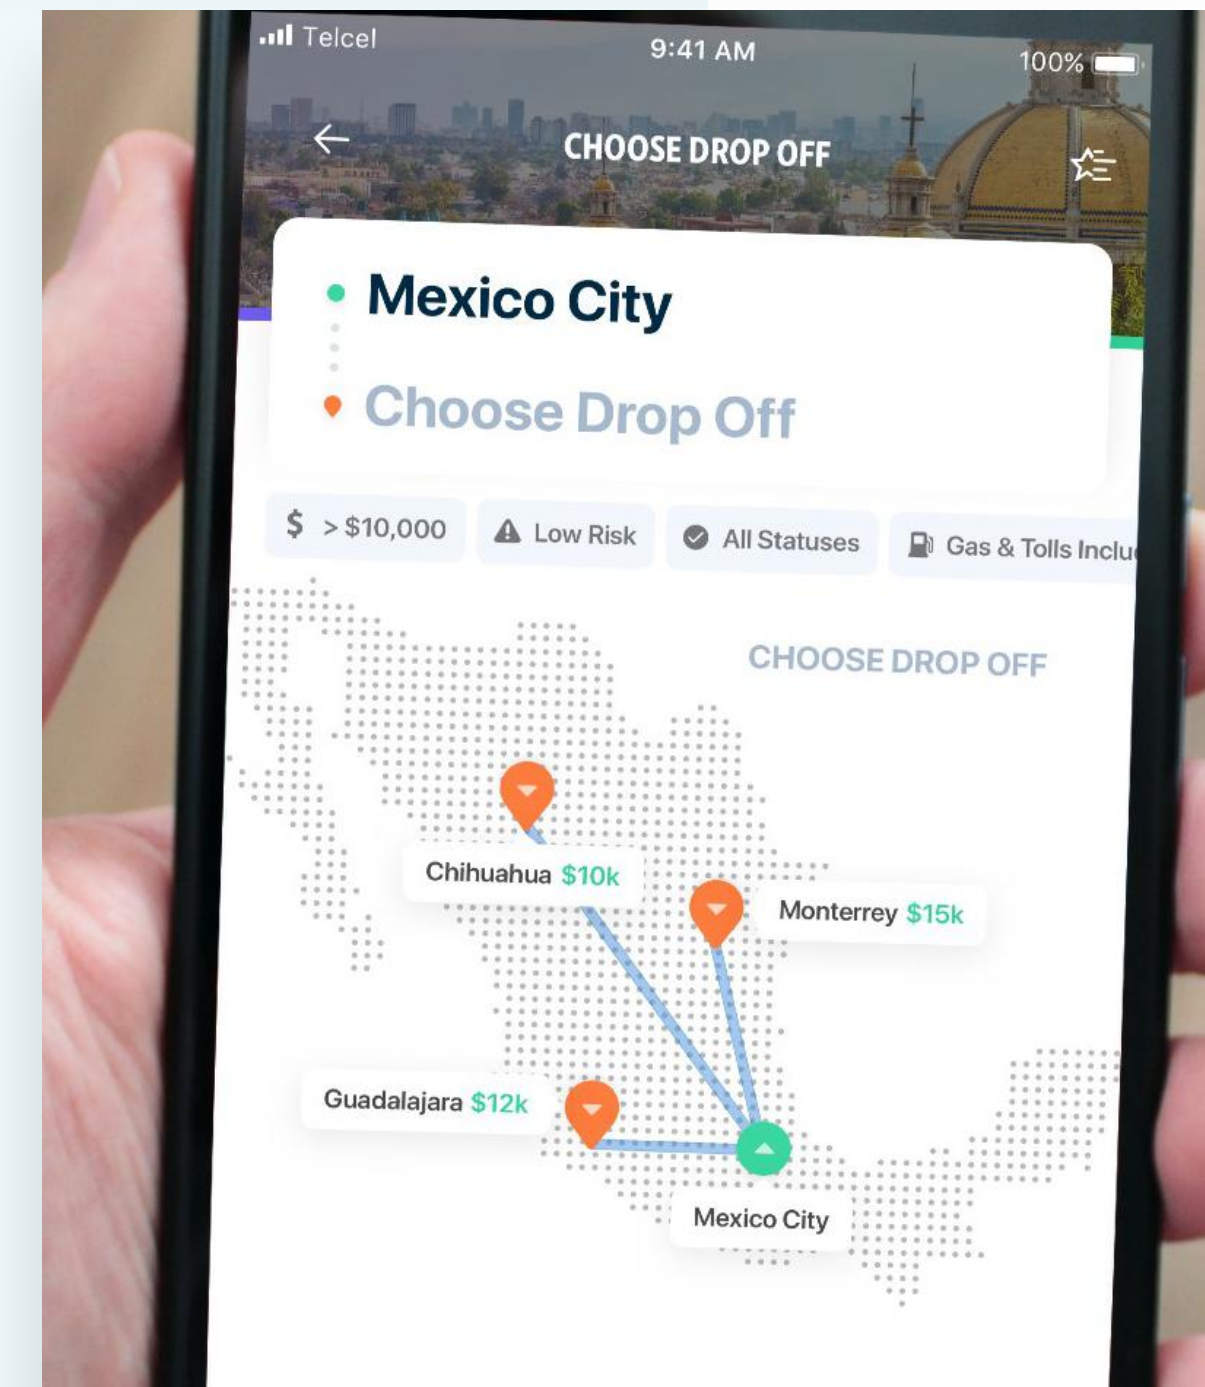 Telcel
9:41 AM
100%
CHOOSE DROP OFF
Mexico City
Choose Drop Off
$ > $10,000
Low Risk
All Statuses
Gas & Tolls Inclu
CHOOSE DROP OFF
Chihuahua $10k
Monterrey $15k
Guadalajara $12k
Mexico City